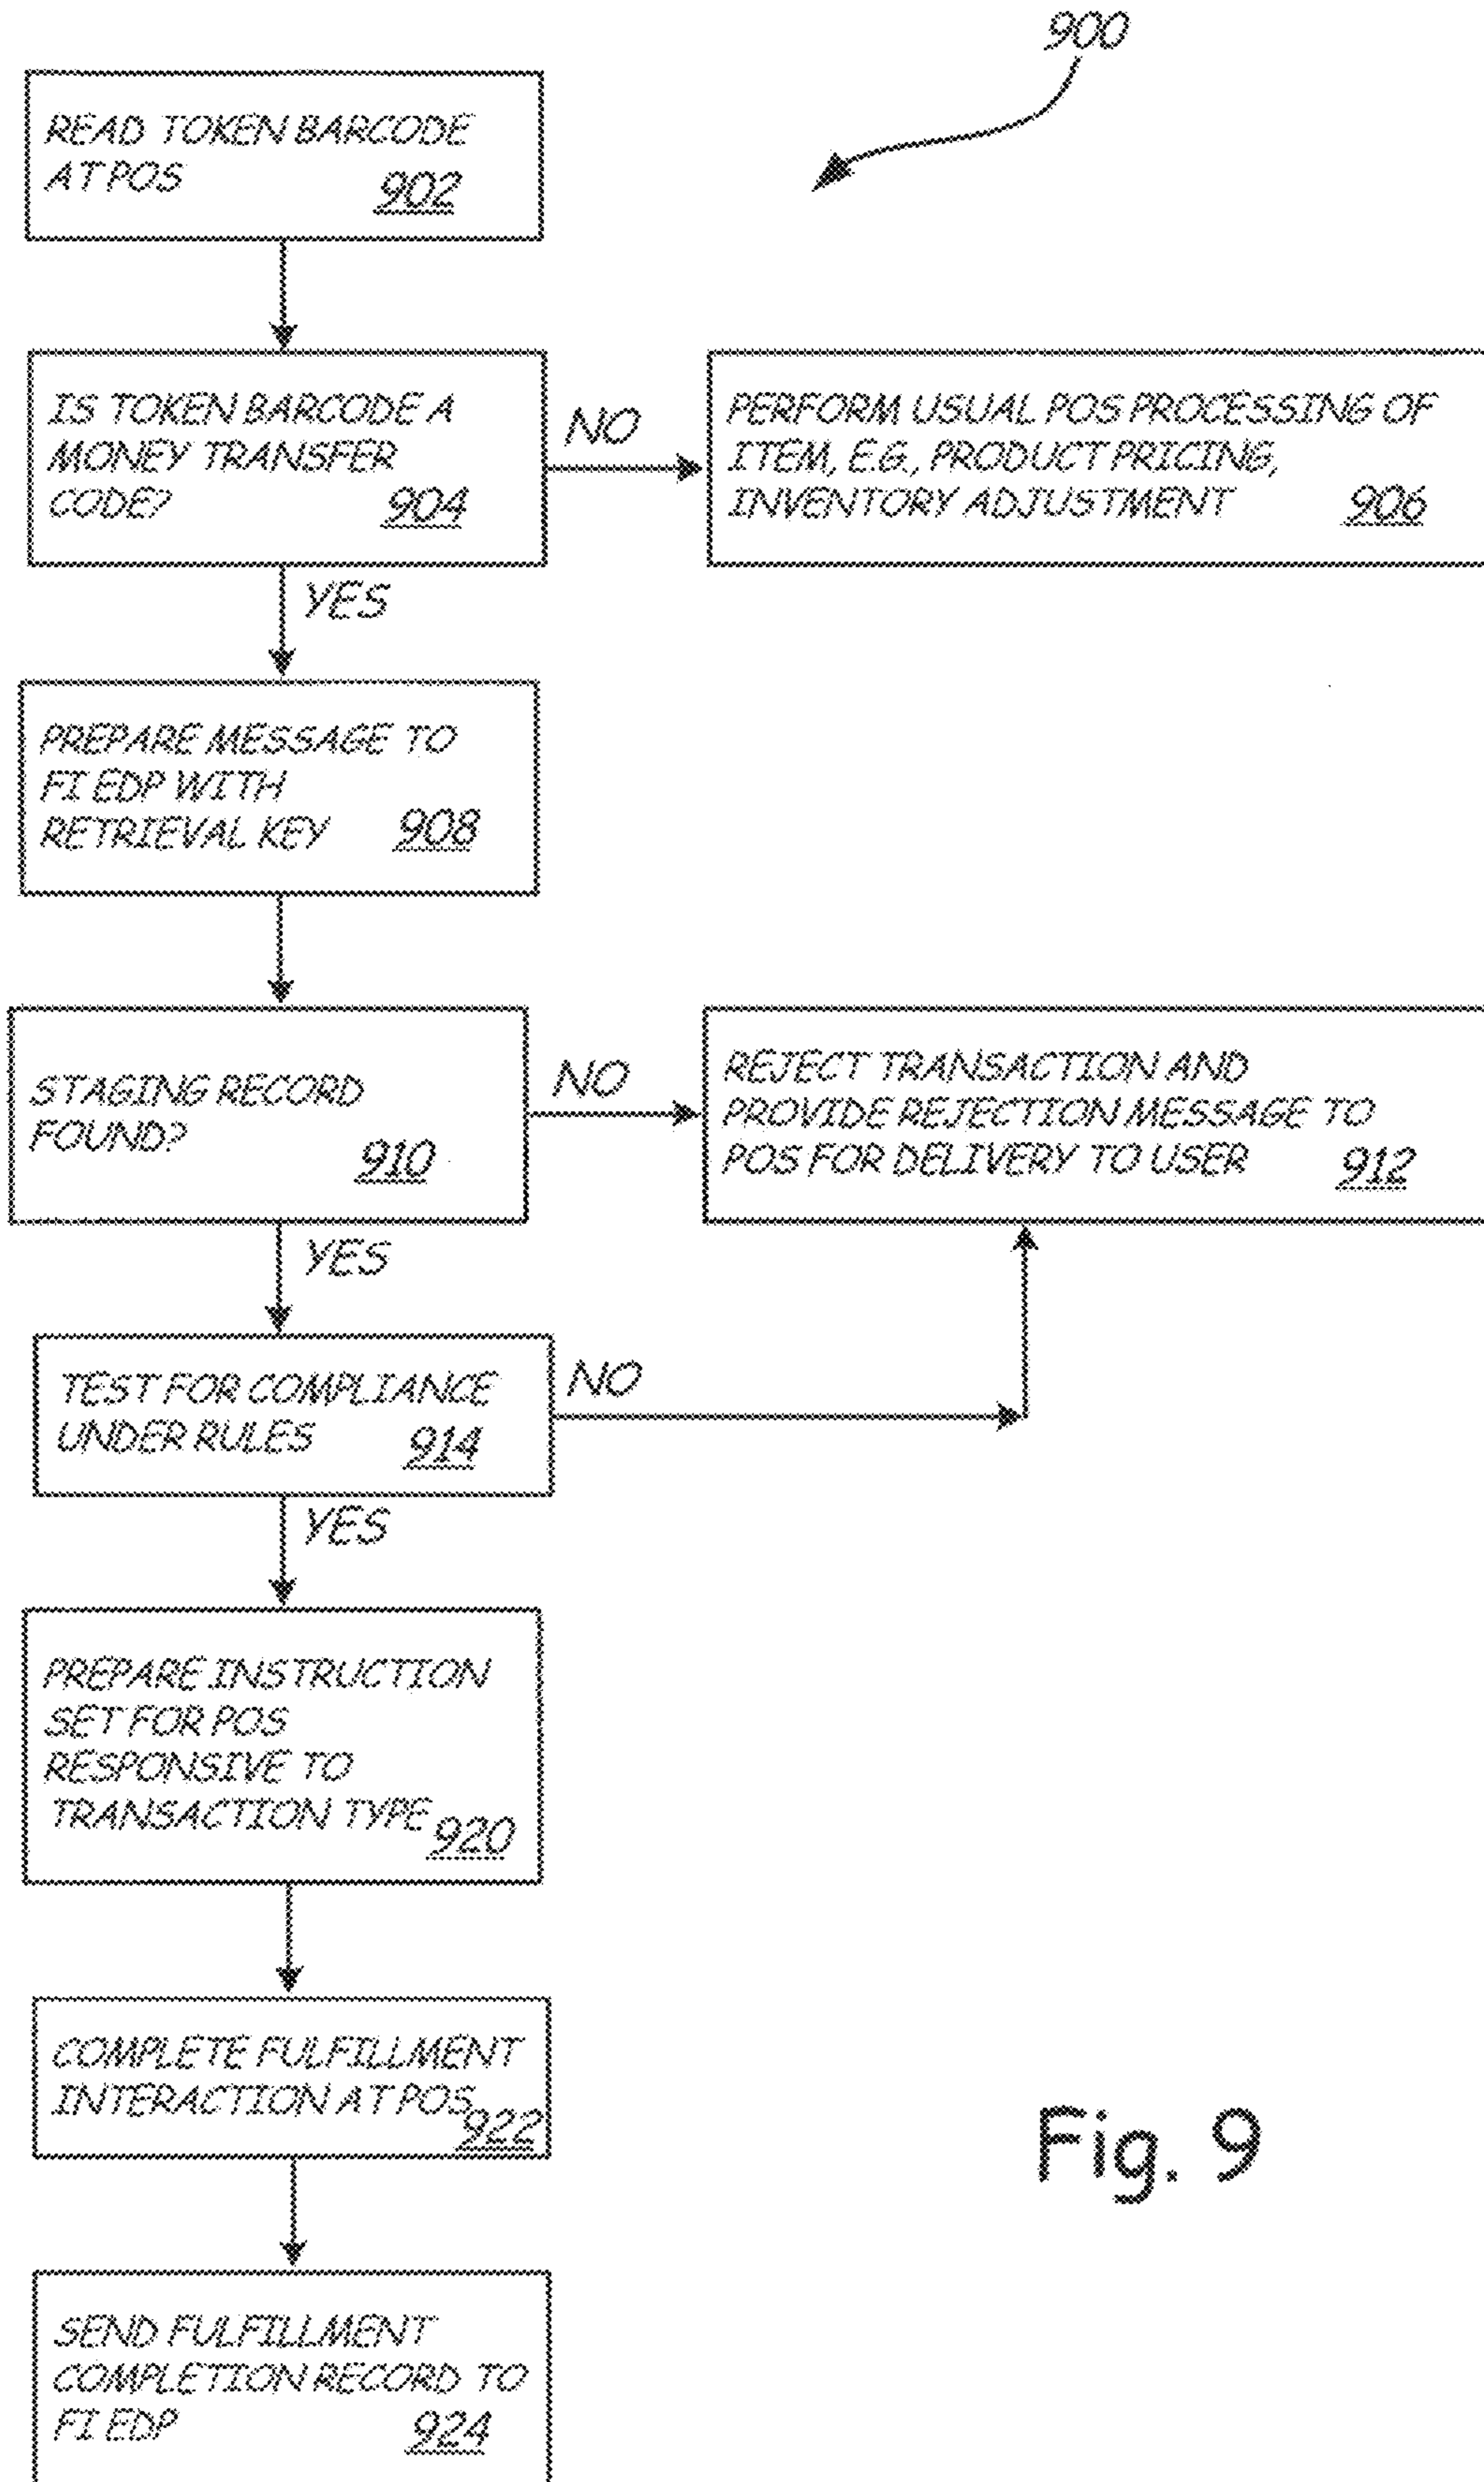 900
READ TOKEN BARCODE
AT POS
902
IS TOKEN BARCODE A
MONEY TRANSFER
CODE?
904
NO
PERFORM USUAL POS PROCESSING OF
ITEM, E.G., PRODUCT PRICING,
INVENTORY ADJUSTMENT
906
YES
PREPARE MESSAGE TO
FI EDP WITH
RETRIEVAL KEY
908
STAGING RECORD
FOUND?
910
NO
REJECT TRANSACTION AND
PROVIDE REJECTION MESSAGE TO
POS FOR DELIVERY TO USER
912
YES
TEST FOR COMPLIANCE
UNDER RULES
914
NO
YES
PREPARE INSTRUCTION
SET FOR POS
RESPONSIVE TO
TRANSACTION TYPE
920
COMPLETE FULFILLMENT
INTERACTION AT POS
922
SEND FULFILLMENT
COMPLETION RECORD TO
FI EDP
924
Fig. 9